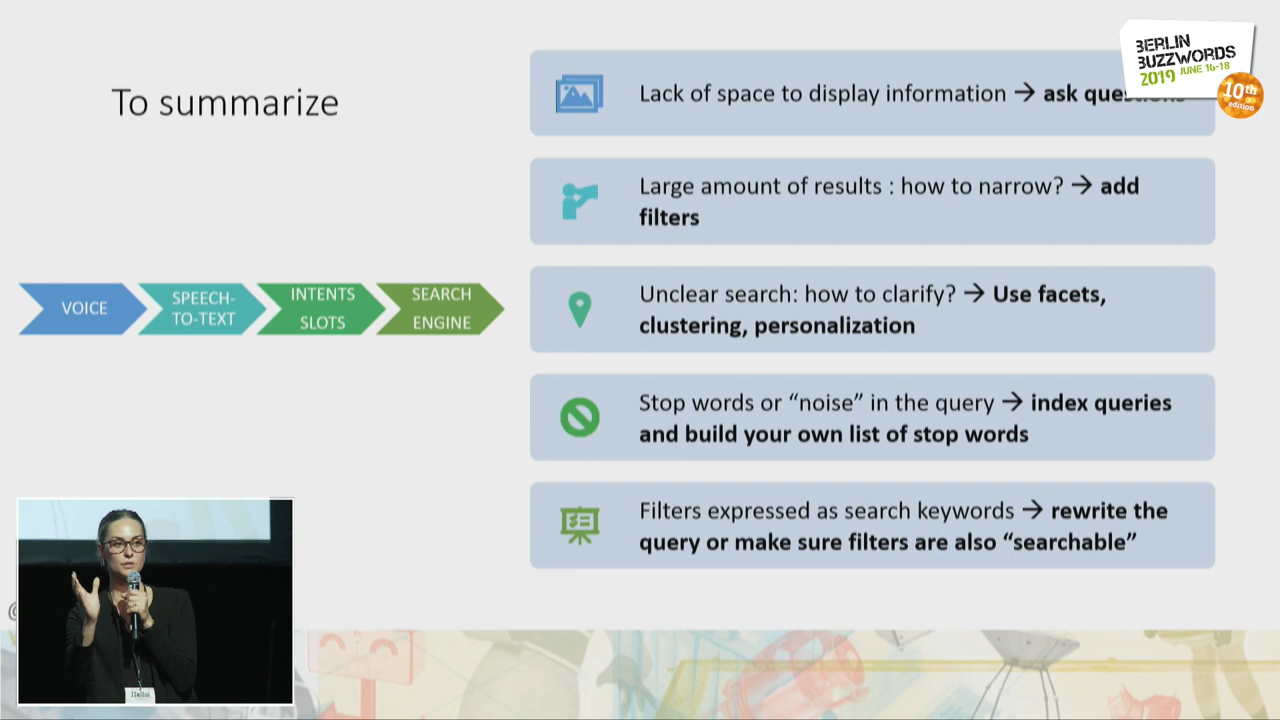 To summarize
VOICE
SPEECH-
TO-TEXT
INTENTS
SLOTS
SEARCH
ENGINE
Lack of space to display information → ask
Large amount of results : how to narrow? → add
filters
Unclear search: how to clarify? → Use facets,
clustering, personalization
Stop words or “noise” in the query → index queries
and build your own list of stop words
Filters expressed as search keywords → rewrite the
query or make sure filters are also “searchable”
BERLIN
BUZZWORDS
2019 JUNE 16-18
10th
edition
Hello!
@